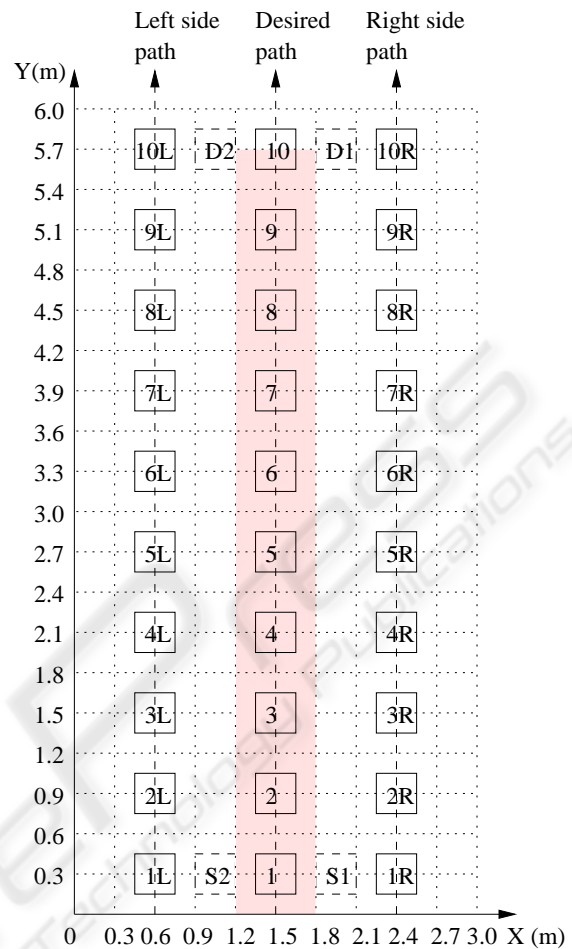 Left side Desired Right side
path path path
Y(m)
6.0
5.7 10L D2 10 D1 10R
5.4
5.1 9L 9 9R
4.8
4.5 8L 8 8R
4.2
3.9 7L 7 7R
3.6
3.3 6L 6 6R
3.0
2.7 5L 5 5R
2.4
2.1 4L 4 4R
1.8
1.5 3L 3 3R
1.2
0.9 2L 2 2R
0.6
0.3 1L S2 1 S1 1R
0 0.3 0.6 0.9 1.2 1.5 1.8 2.1 2.4 2.7 3.0 X (m)
Press
Technology Publications